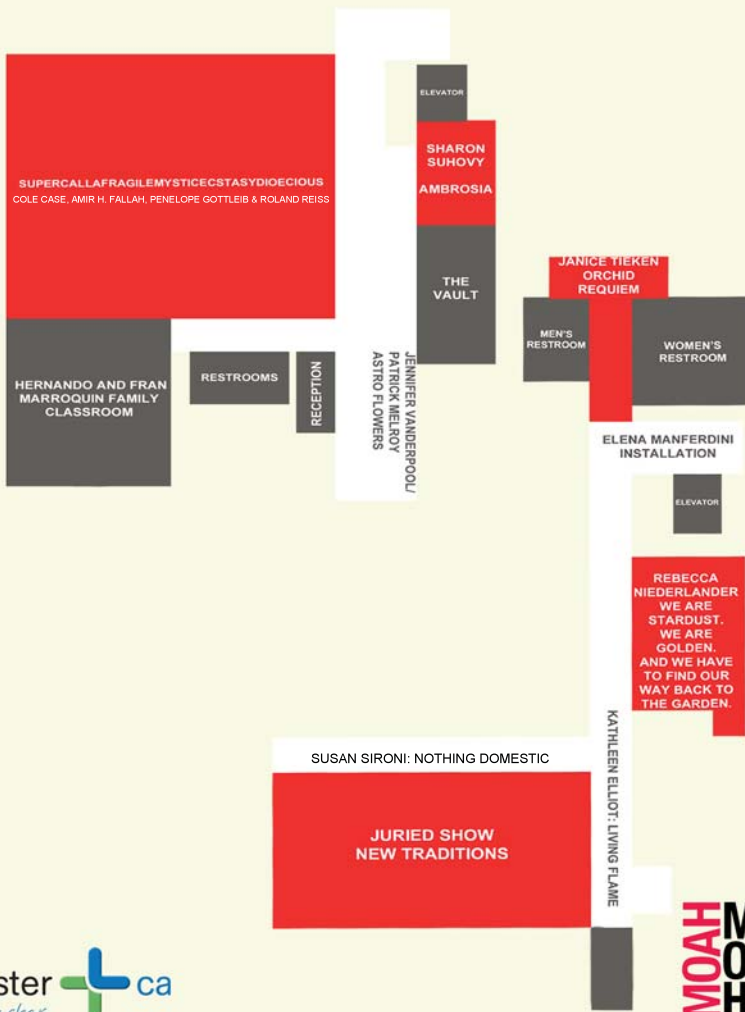 ELEVATOR
SHARON
SUHOVY
AMBROSIA
SUPERCALLAFRAGILEMYSTICECSTASYDIOECIOUS
COLE CASE, AMIR H. FALLAH, PENELOPE GOTTLEIB & ROLAND REISS
THE
VAULT
JANICE TIEKEN
ORCHID
REQUIEM
MEN'S
RESTROOM
WOMEN'S
RESTROOM
HERNANDO AND FRAN
MARROQUIN FAMILY
CLASSROOM
RESTROOMS
RECEPTION
JENNIFER VANDERPOOL/
PATRICK MELROY
ASTRO FLOWERS
ELENA MANFERDINI
INSTALLATION
ELEVATOR
REBECCA
NIEDERLANDER
WE ARE
STARDUST.
WE ARE
GOLDEN.
AND WE HAVE
TO FIND OUR
WAY BACK TO
THE GARDEN.
KATHLEEN ELLIOT: LIVING FLAME
SUSAN SIRONI: NOTHING DOMESTIC
JURIED SHOW
NEW TRADITIONS
ster ca
MOAH
M
O
H